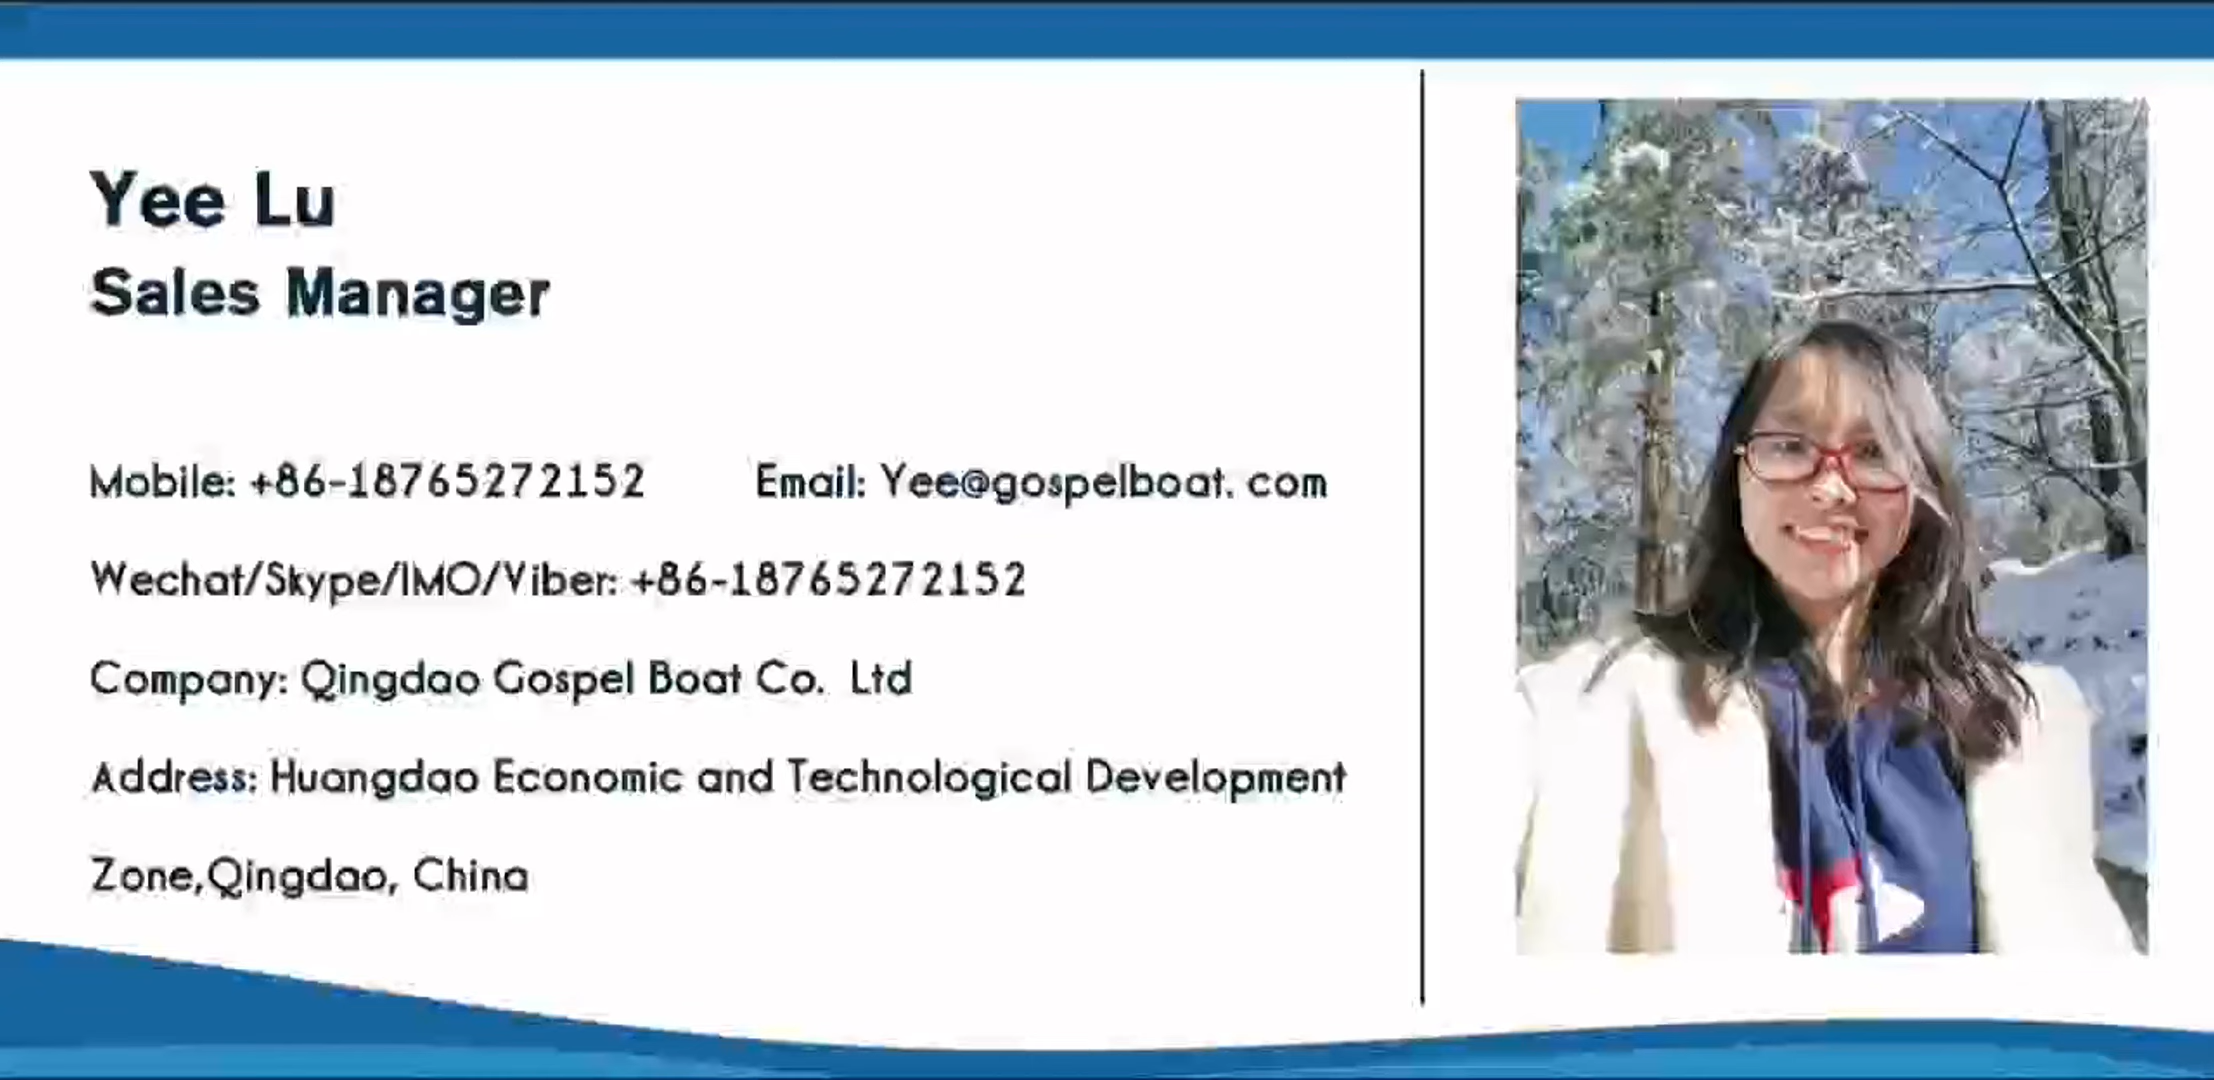 Yee Lu
Sales Manager
Mobile: +86-18765272152 Email: Yee@gospelboat. com
Wechat/Skype/IMO/Viber: +86-18765272152
Company: Qingdao Gospel Boat Co. Ltd
Address: Huangdao Economic and Technological Development
Zone,Qingdao, China